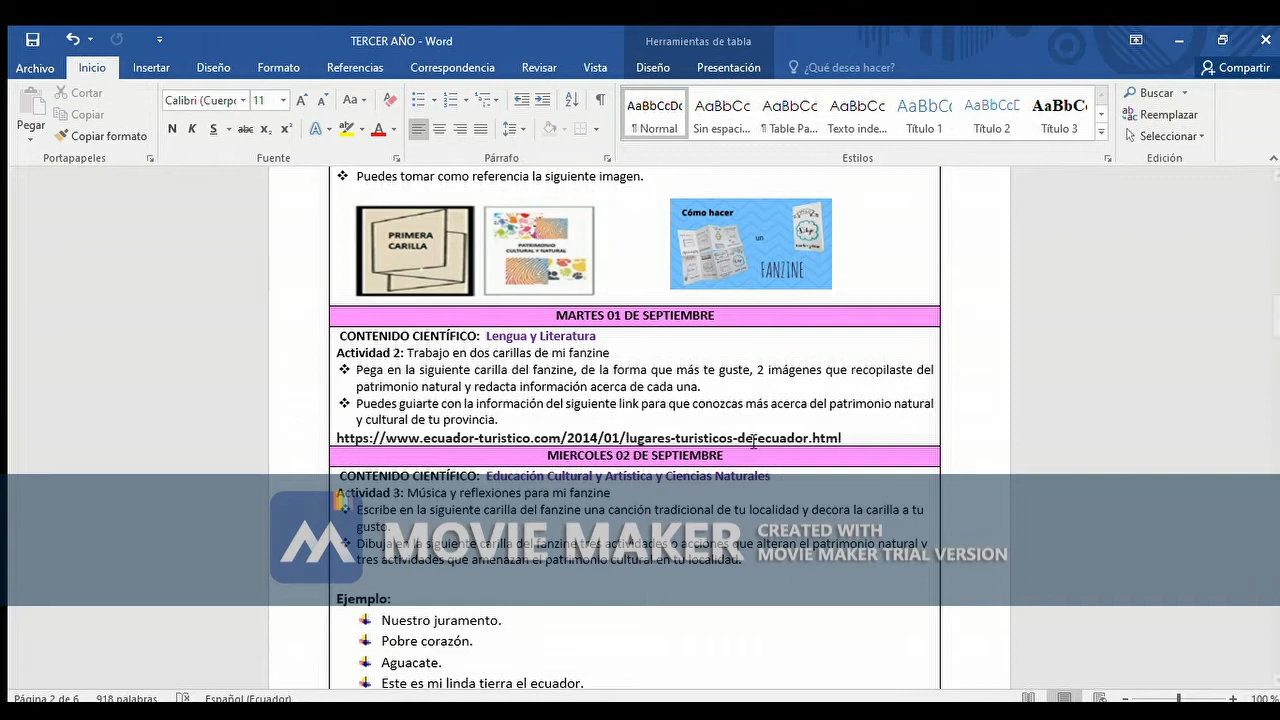 TERCER AÑO - Word
Herramientas de tabla
Archivo Inicio Insertar Diseño Formato Referencias Correspondencia Revisar Vista Diseño Presentación ¿Qué desea hacer? Compartir
Pegar
Cortar
Copiar
Copiar formato
Portapapeles
Calibri (Cuerpo 11
N K S abc x₂ x²
Fuente
Párrafo
AaBbCcDc AaBbCc AaBbCc AaBbCc AaBbCc AaBbCcD AaBbC
¶ Normal Sin espaci... ¶ Table Pa... Texto inde... Título 1 Título 2 Título 3
Estilos
Buscar
Reemplazar
Seleccionar
Edición
Puedes tomar como referencia la siguiente imagen.
PRIMERA
CARILLA
PATRIMONIO
CULTURAL Y NATURAL
Cómo hacer
un
FANZINE
MARTES 01 DE SEPTIEMBRE
CONTENIDO CIENTÍFICO: Lengua y Literatura
Actividad 2: Trabajo en dos carillas de mi fanzine
Pega en la siguiente carilla del fanzine, de la forma que más te guste, 2 imágenes que recopilaste del
patrimonio natural y redacta información acerca de cada una.
Puedes guiarte con la información del siguiente link para que conozcas más acerca del patrimonio natural
y cultural de tu provincia.
https://www.ecuador-turistico.com/2014/01/lugares-turisticos-de-ecuador.html
MIERCOLES 02 DE SEPTIEMBRE
CONTENIDO CIENTÍFICO: Educación Cultural y Artística y Ciencias Naturales
Actividad 3: Música y reflexiones para mi fanzine
Escribe en la siguiente carilla del fanzine una canción tradicional de tu localidad y decora la carilla a tu
gusto.
Dibuja en la siguiente carilla del fanzine tres actividades o acciones que alteran el patrimonio natural y
tres actividades que amenazan el patrimonio cultural en tu localidad.
MOVIE MAKER
CREATED WITH
MOVIE MAKER TRIAL VERSION
Ejemplo:
Nuestro juramento.
Pobre corazón.
Aguacate.
Este es mi linda tierra el ecuador.
Página 2 de 6 918 palabras Español (Ecuador) 100 %